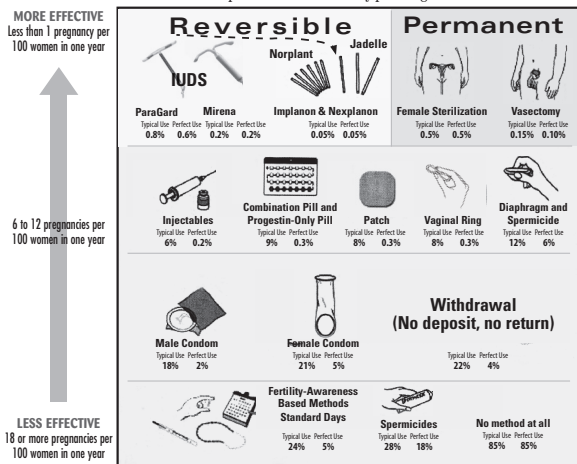 MORE EFFECTIVE
Less than 1 pregnancy per
100 women in one year
6 to 12 pregnancies per
100 women in one year
LESS EFFECTIVE
18 or more pregnancies per
100 women in one year
Reversible
Permanent
IUDS
Norplant
Jadelle
ParaGard
Typical Use Perfect Use
0.8% 0.6%
Mirena
Typical Use Perfect Use
0.2% 0.2%
Implanon & Nexplanon
Typical Use Perfect Use
0.05% 0.05%
Female Sterilization
Typical Use Perfect Use
0.5% 0.5%
Vasectomy
Typical Use Perfect Use
0.15% 0.10%
Injectables
Typical Use Perfect Use
6% 0.2%
Combination Pill and
Progestin-Only Pill
Typical Use Perfect Use
9% 0.3%
Patch
Typical Use Perfect Use
8% 0.3%
Vaginal Ring
Typical Use Perfect Use
8% 0.3%
Diaphragm and
Spermicide
Typical Use Perfect Use
12% 6%
Male Condom
Typical Use Perfect Use
18% 2%
Female Condom
Typical Use Perfect Use
21% 5%
Withdrawal
(No deposit, no return)
Typical Use Perfect Use
22% 4%
Fertility-Awareness
Based Methods
Standard Days
Typical Use Perfect Use
24% 5%
Spermicides
Typical Use Perfect Use
28% 18%
No method at all
Typical Use Perfect Use
85% 85%